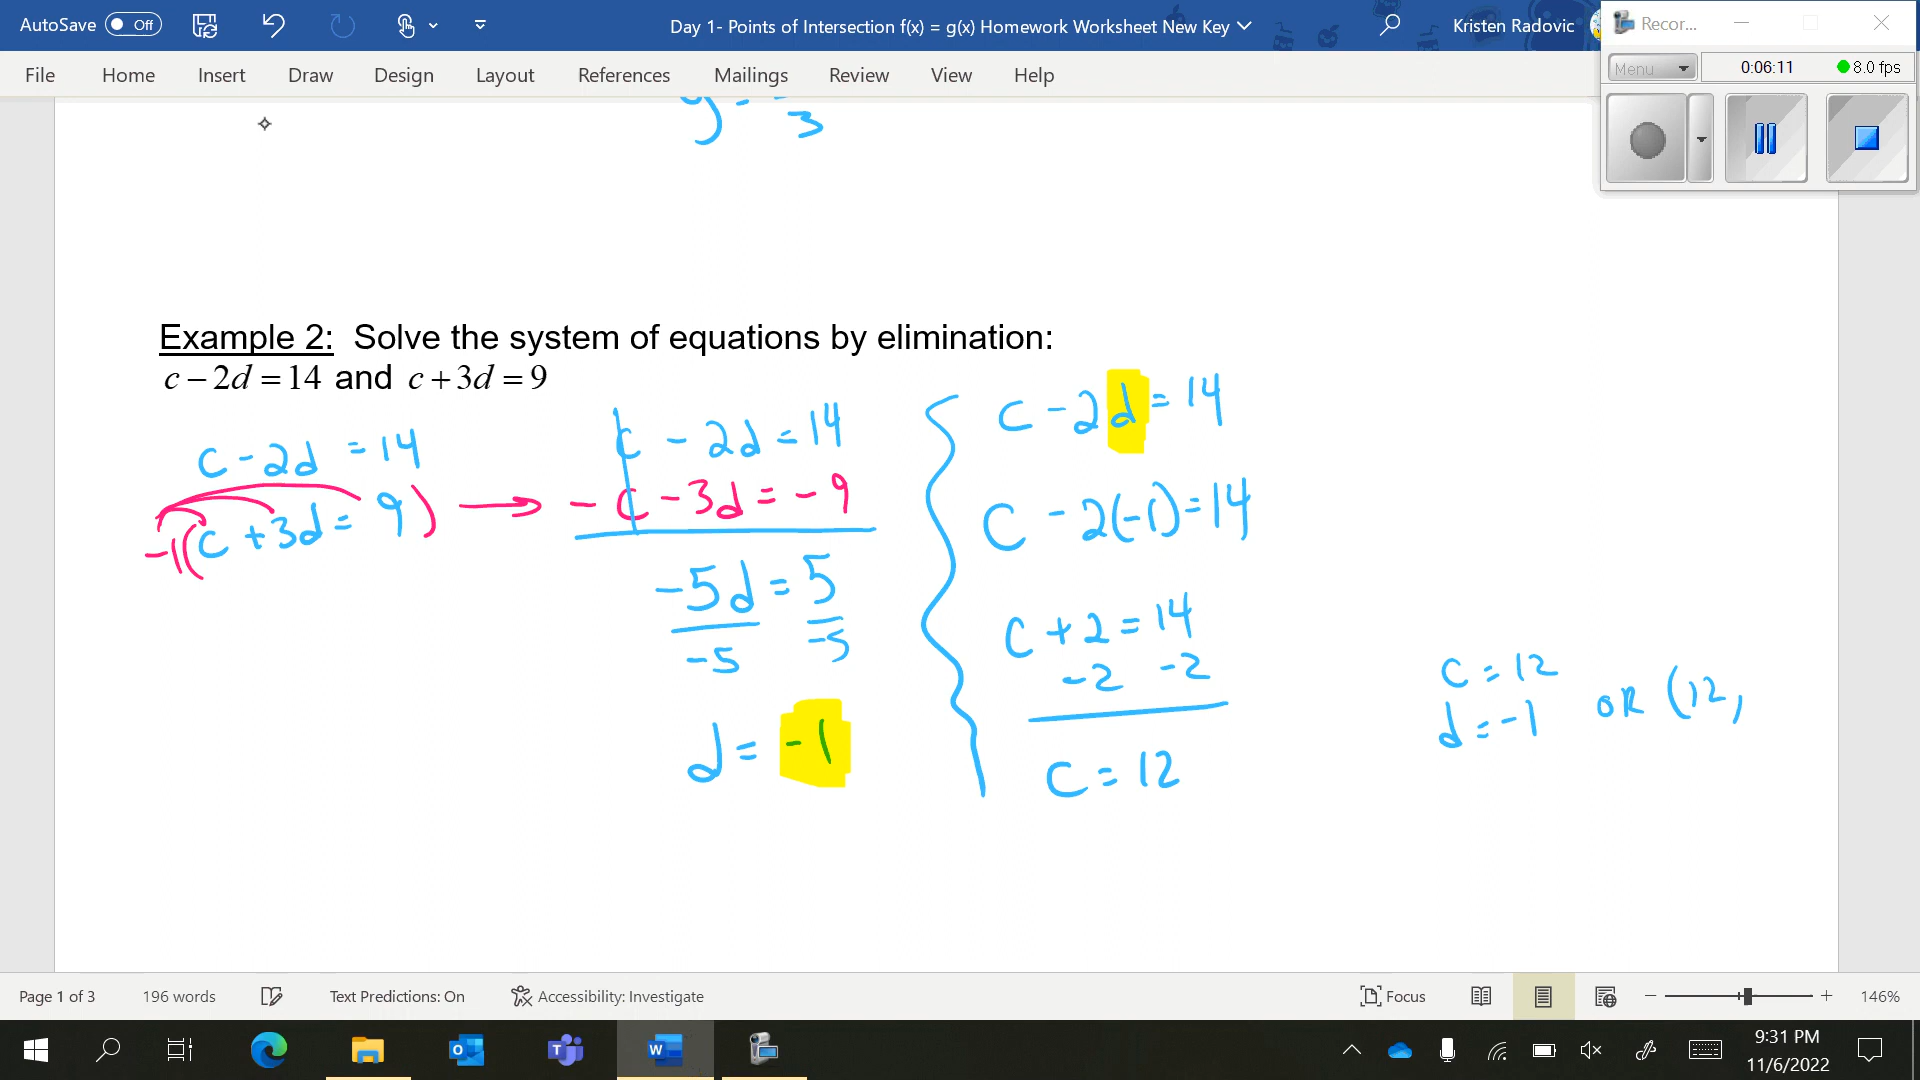 AutoSave Off Day 1- Points of Intersection f(x) = g(x) Homework Worksheet New Key Kristen Radovic
Recor...
File Home Insert Draw Design Layout References Mailings Review View Help
Menu 0:06:11 8.0 fps
3
Example 2: Solve the system of equations by elimination:
c − 2d = 14 and c + 3d = 9
c - 2d = 14
-1(c + 3d = 9)
c - 2d = 14
- c - 3d = - 9
-5d = 5
-5 -5
d = -1
c - 2d = 14
c - 2(-1) = 14
c + 2 = 14
-2 -2
c = 12
c = 12
d = -1
OR (12,
Page 1 of 3 196 words Text Predictions: On Accessibility: Investigate Focus 146%
9:31 PM
11/6/2022